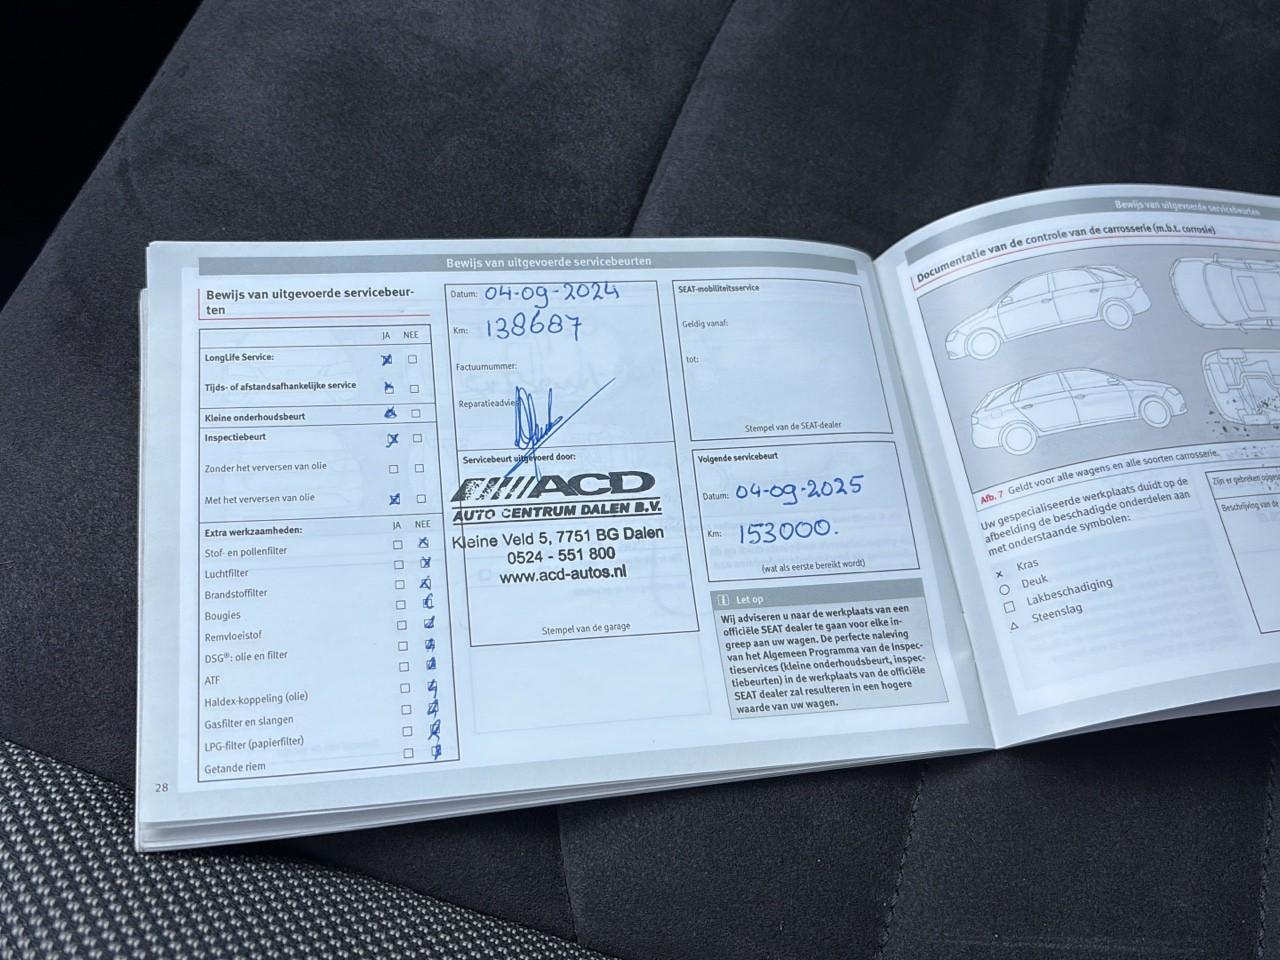 Bewijs van uitgevoerde servicebeurten
Bewijs van uitgevoerde servicebeur-
ten
JA NEE
LongLife Service:
Tijds- of afstandsafhankelijke service
Kleine onderhoudsbeurt
Inspectiebeurt
Zonder het verversen van olie
Met het verversen van olie
Extra werkzaamheden: JA NEE
Stof- en pollenfilter
Luchtfilter
Brandstoffilter
Bougies
Remvloeistof
DSG®: olie en filter
ATF
Haldex-koppeling (olie)
Gasfilter en slangen
LPG-filter (papierfilter)
Getande riem
28
Datum: 04-09-2024
Km: 138687
Factuurnummer:
Reparatieadvie
Servicebeurt uitgevoerd door:
ACD
AUTO CENTRUM DALEN B.V.
Kleine Veld 5, 7751 BG Dalen
0524 - 551 800
www.acd-autos.nl
Stempel van de garage
SEAT-mobiliteitsservice
Geldig vanaf:
tot:
Stempel van de SEAT-dealer
Volgende servicebeurt
Datum: 04-09-2025
Km: 153000.
(wat als eerste bereikt wordt)
Let op
Wij adviseren u naar de werkplaats van een
officiële SEAT dealer te gaan voor elke in-
greep aan uw wagen. De perfecte naleving
van het Algemeen Programma van de Inspec-
tieservices (kleine onderhoudsbeurt, inspec-
tiebeurten) in de werkplaats van de officiële
SEAT dealer zal resulteren in een hogere
waarde van uw wagen.
Bewijs van uitgevoerde servicebeurten
Documentatie van de controle van de carrosserie (m.b.t. corrosie)
Afb. 7 Geldt voor alle wagens en alle soorten carrosserie.
Uw gespecialiseerde werkplaats duidt op de
afbeelding de beschadigde onderdelen aan
met onderstaande symbolen:
Kras
Deuk
Lakbeschadiging
Steenslag
Zijn er gebreken
Beschrijving van de